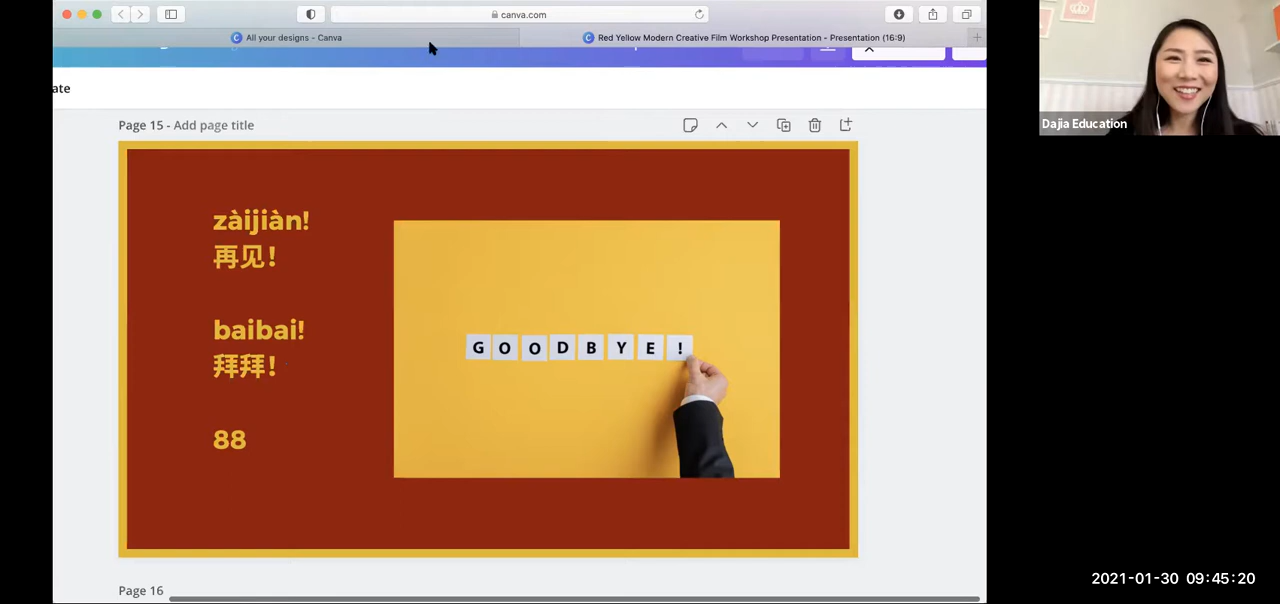 canva.com
All your designs - Canva
Red Yellow Modern Creative Film Workshop Presentation - Presentation (16:9)
ate
Page 15 - Add page title
zàijiàn!
再见!
baibai!
拜拜!
88
GOODBYE!
Page 16
Dajia Education
2021-01-30 09:45:20